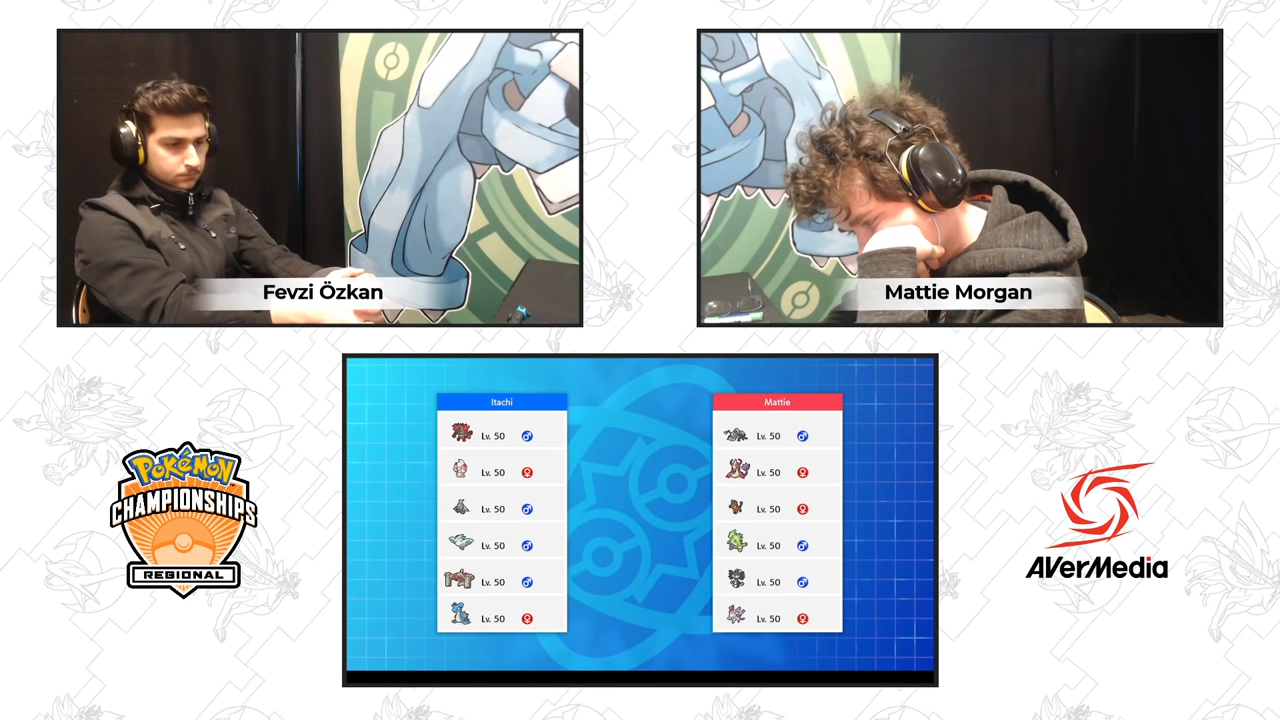 Fevzi Özkan
Mattie Morgan
Itachi
Mattie
Lv. 50 ♂
Lv. 50 ♂
Lv. 50 ♀
Lv. 50 ♀
Lv. 50 ♂
Lv. 50 ♀
Lv. 50 ♂
Lv. 50 ♂
Lv. 50 ♂
Lv. 50 ♂
Lv. 50 ♀
Lv. 50 ♀
Pokémon
CHAMPIONSHIPS
REGIONAL
AVerMedia